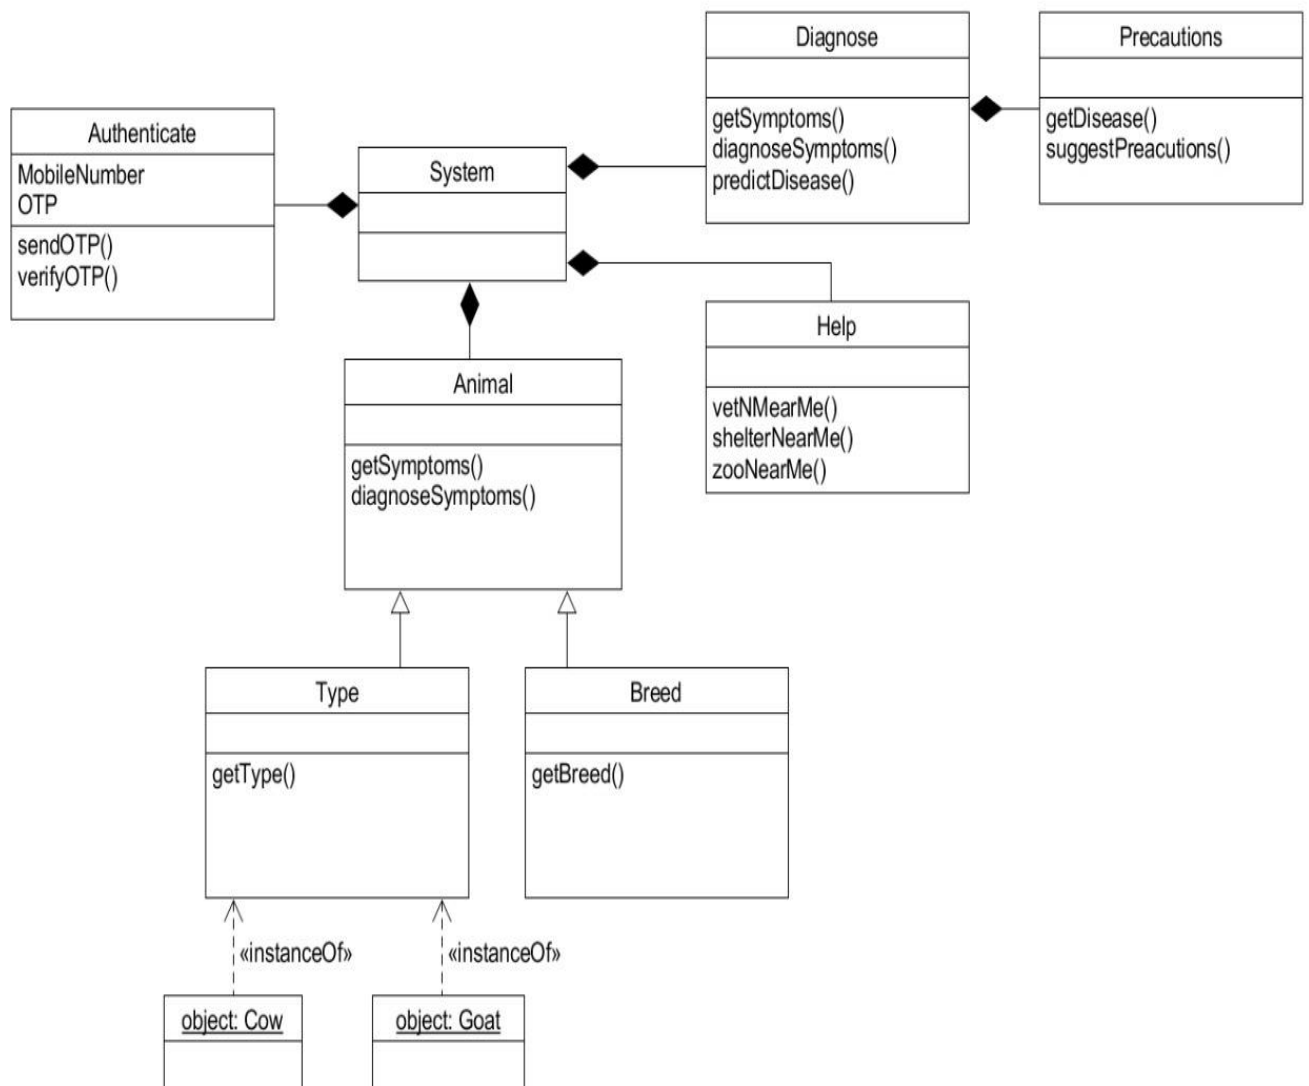 Diagnose
getSymptoms()
diagnoseSymptoms()
predictDisease()
Precautions
getDisease()
suggestPreacutions()
Authenticate
MobileNumber
OTP
sendOTP()
verifyOTP()
System
Help
vetNMearMe()
shelterNearMe()
zooNearMe()
Animal
getSymptoms()
diagnoseSymptoms()
Type
getType()
Breed
getBreed()
«instanceOf»
«instanceOf»
object: Cow
object: Goat